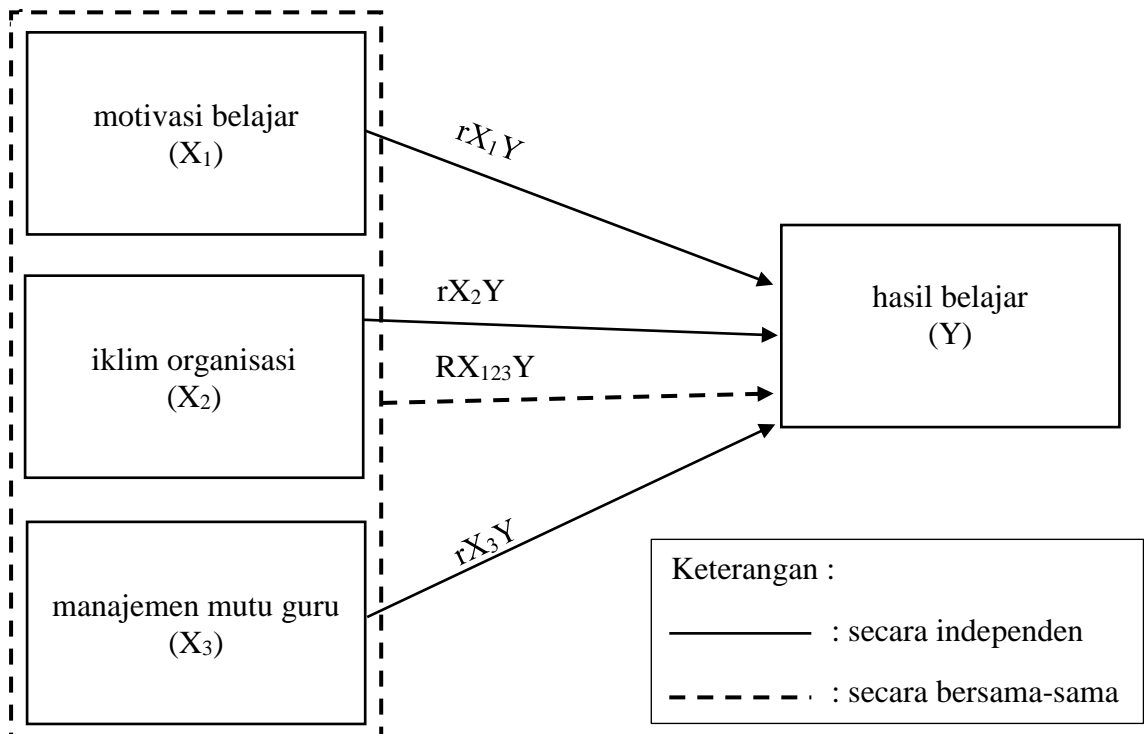 motivasi belajar
(X₁)
rX₁Y
iklim organisasi
(X₂)
rX₂Y
RX₁₂₃Y
manajemen mutu guru
(X₃)
rX₃Y
hasil belajar
(Y)
Keterangan :
: secara independen
: secara bersama-sama